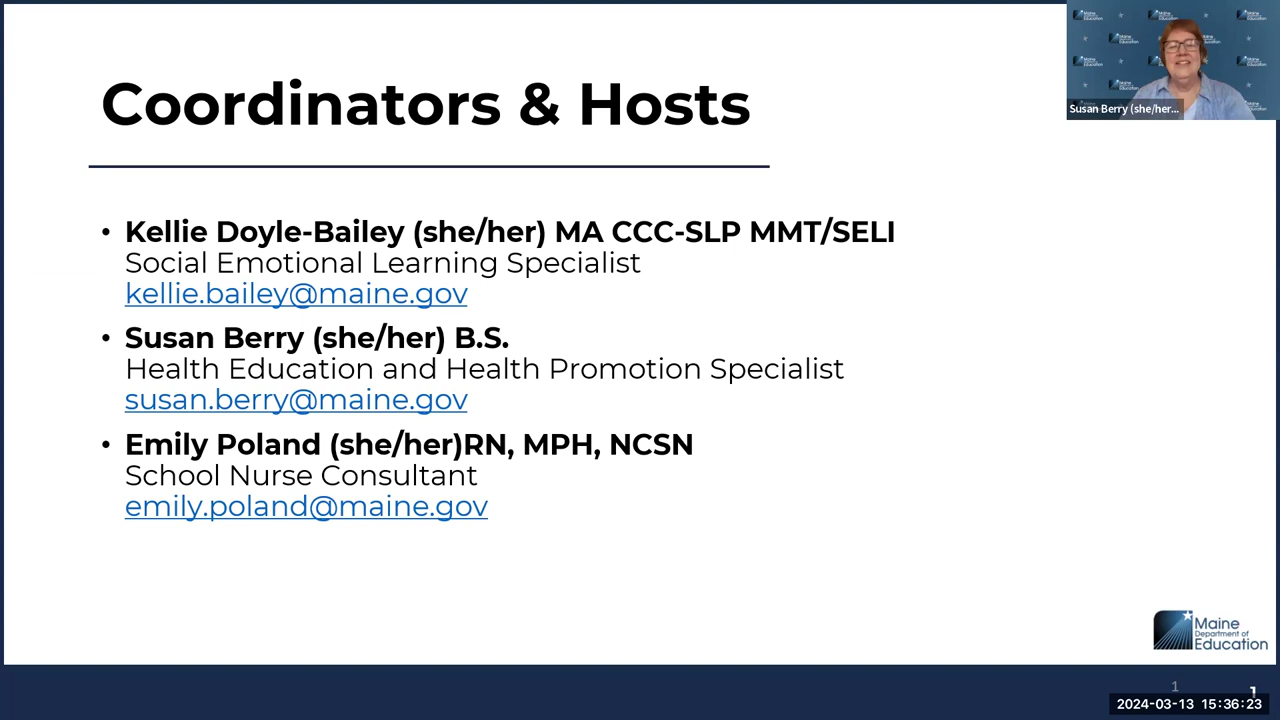 Coordinators & Hosts
Susan Berry (she/her...
• Kellie Doyle-Bailey (she/her) MA CCC-SLP MMT/SELI
Social Emotional Learning Specialist
kellie.bailey@maine.gov
• Susan Berry (she/her) B.S.
Health Education and Health Promotion Specialist
susan.berry@maine.gov
• Emily Poland (she/her)RN, MPH, NCSN
School Nurse Consultant
emily.poland@maine.gov
Maine
Department of
Education
1
1
2024-03-13 15:36:23